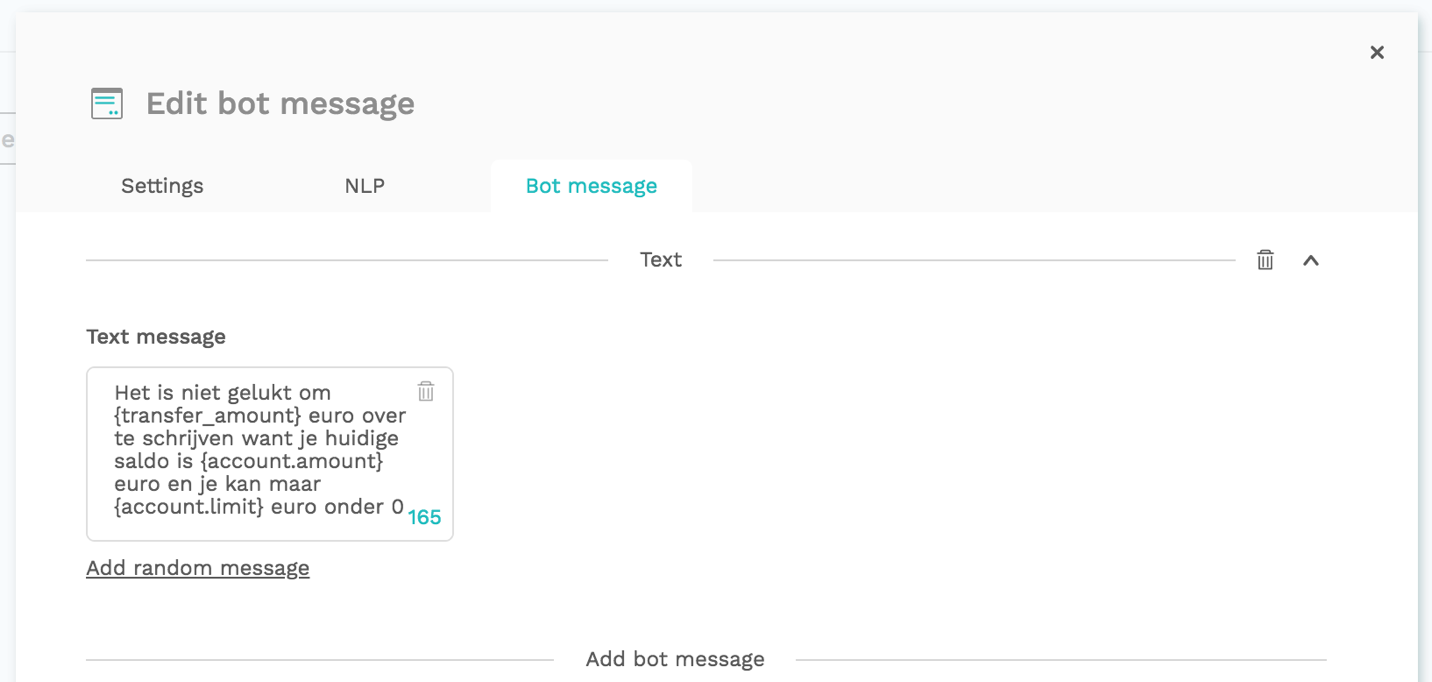 Edit bot message
Settings
NLP
Bot message
Text
Text message
Het is niet gelukt om
{transfer_amount} euro over
te schrijven want je huidige
saldo is {account.amount}
euro en je kan maar
{account.limit} euro onder 0
165
Add random message
Add bot message